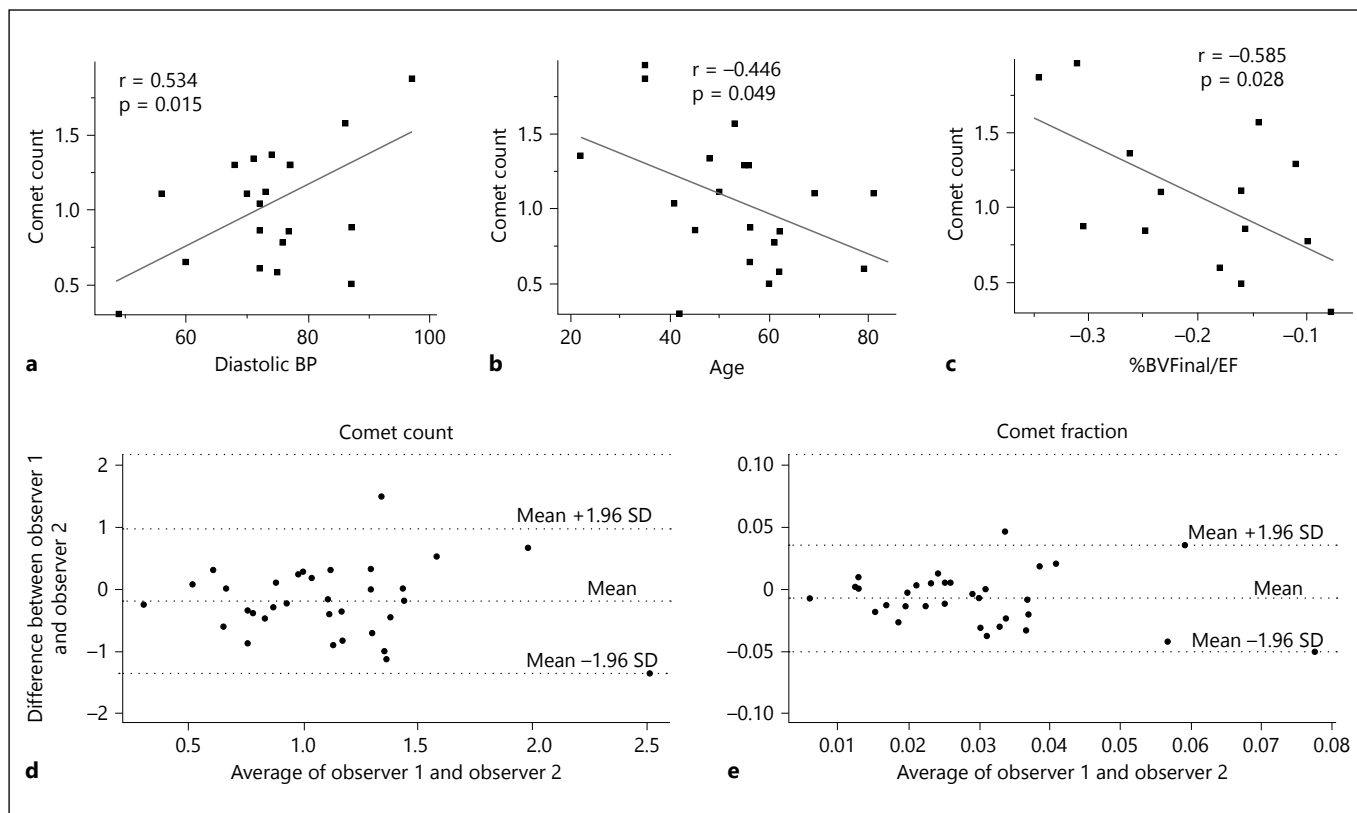 r = 0.534
p = 0.015
Comet count
1.5
1.0
0.5
60
80
100
Diastolic BP
a
r = –0.446
p = 0.049
Comet count
1.5
1.0
0.5
20
40
60
80
Age
b
r = –0.585
p = 0.028
Comet count
1.5
1.0
0.5
–0.3
–0.2
–0.1
%BVFinal/EF
c
Comet count
Difference between observer 1
and observer 2
2
1
0
–1
–2
Mean +1.96 SD
Mean
Mean –1.96 SD
0.5
1.0
1.5
2.0
2.5
Average of observer 1 and observer 2
d
Comet fraction
0.10
0.05
0
–0.05
–0.10
Mean +1.96 SD
Mean
Mean –1.96 SD
0.01
0.02
0.03
0.04
0.05
0.06
0.07
0.08
Average of observer 1 and observer 2
e